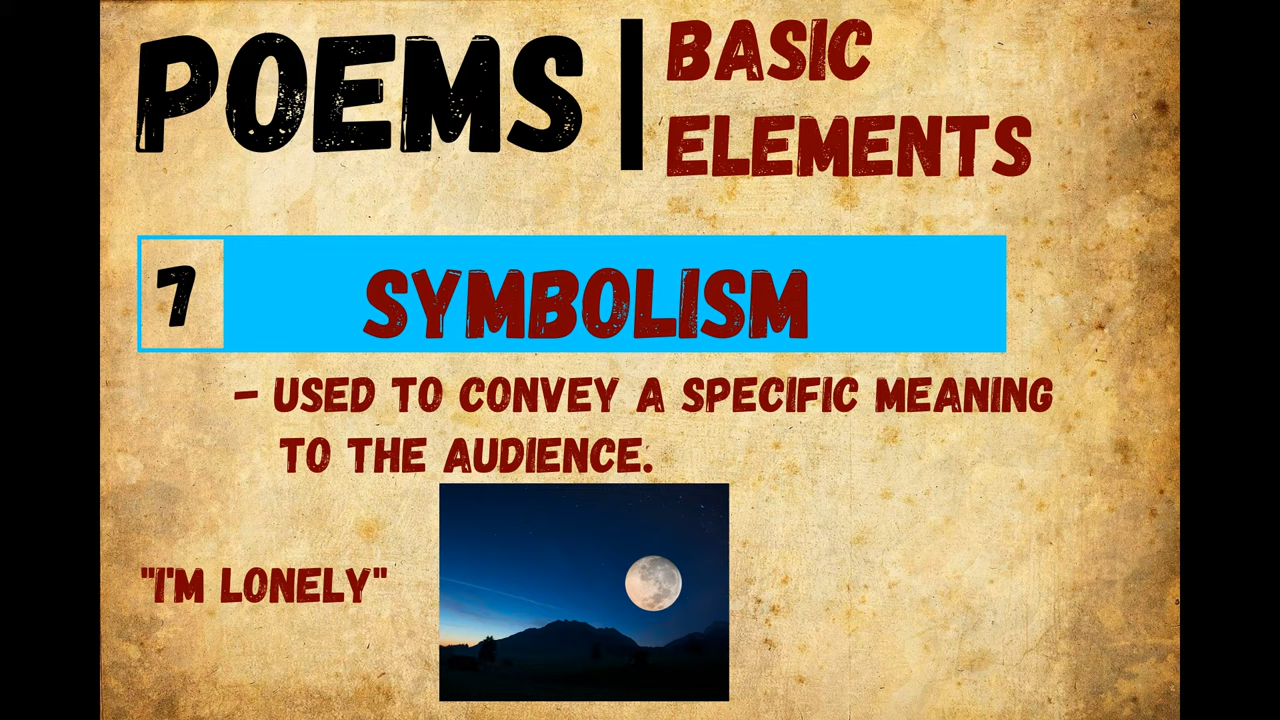 POEMS
BASIC
ELEMENTS
7
SYMBOLISM
- USED TO CONVEY A SPECIFIC MEANING
TO THE AUDIENCE.
"I'M LONELY"